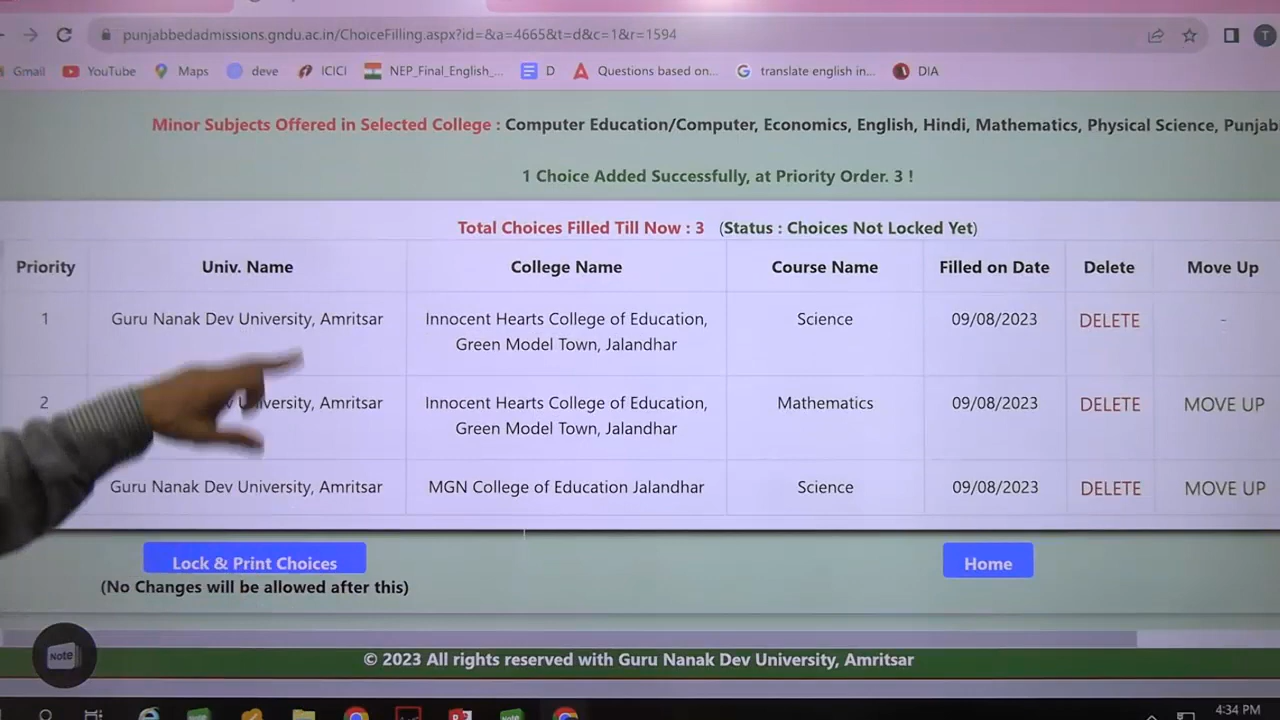 punjabbedadmissions.gndu.ac.in/ChoiceFilling.aspx?id=&a=4665&t=d&c=1&r=1594
T
Gmail YouTube Maps deve ICICI NEP_Final_English_... D Questions based on... translate english in... DIA
Minor Subjects Offered in Selected College : Computer Education/Computer, Economics, English, Hindi, Mathematics, Physical Science, Punjab
1 Choice Added Successfully, at Priority Order. 3 !
Total Choices Filled Till Now : 3 (Status : Choices Not Locked Yet)
Priority Univ. Name College Name Course Name Filled on Date Delete Move Up
1 Guru Nanak Dev University, Amritsar Innocent Hearts College of Education, Science 09/08/2023 DELETE -
Green Model Town, Jalandhar
2 University, Amritsar Innocent Hearts College of Education, Mathematics 09/08/2023 DELETE MOVE UP
Green Model Town, Jalandhar
Guru Nanak Dev University, Amritsar MGN College of Education Jalandhar Science 09/08/2023 DELETE MOVE UP
Lock & Print Choices Home
(No Changes will be allowed after this)
Note
© 2023 All rights reserved with Guru Nanak Dev University, Amritsar
4:34 PM